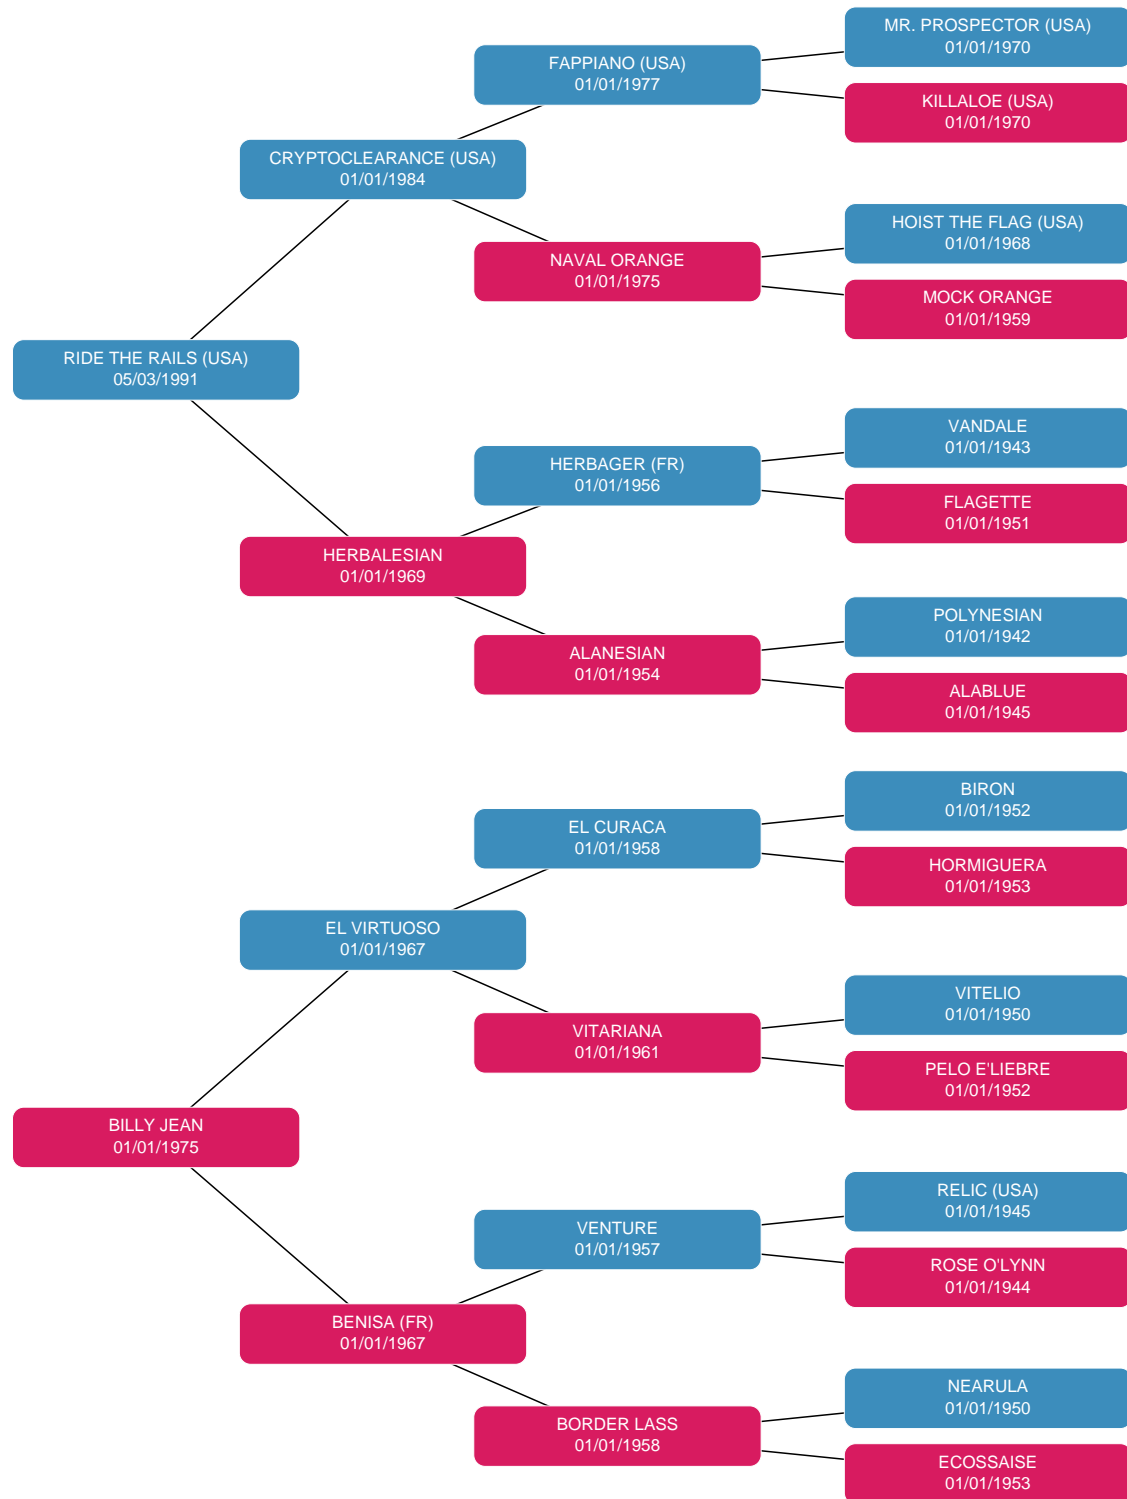 MR. PROSPECTOR (USA)
01/01/1970
FAPPIANO (USA)
01/01/1977
KILLALOE (USA)
01/01/1970
CRYPTOCLEARANCE (USA)
01/01/1984
HOIST THE FLAG (USA)
01/01/1968
NAVAL ORANGE
01/01/1975
MOCK ORANGE
01/01/1959
RIDE THE RAILS (USA)
05/03/1991
VANDALE
01/01/1943
HERBAGER (FR)
01/01/1956
FLAGETTE
01/01/1951
HERBALESIAN
01/01/1969
POLYNESIAN
01/01/1942
ALANESIAN
01/01/1954
ALABLUE
01/01/1945
BIRON
01/01/1952
EL CURACA
01/01/1958
HORMIGUERA
01/01/1953
EL VIRTUOSO
01/01/1967
VITELIO
01/01/1950
VITARIANA
01/01/1961
PELO E'LIEBRE
01/01/1952
BILLY JEAN
01/01/1975
RELIC (USA)
01/01/1945
VENTURE
01/01/1957
ROSE O'LYNN
01/01/1944
BENISA (FR)
01/01/1967
NEARULA
01/01/1950
BORDER LASS
01/01/1958
ECOSSAISE
01/01/1953